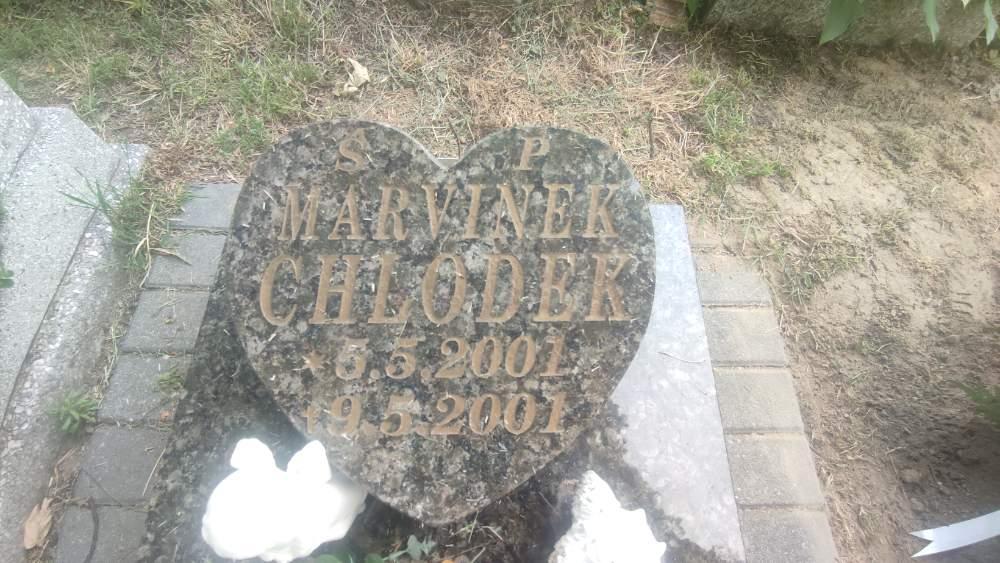 S P
MARVINEK
CHLODEK
★5.5.2001
+9.5.2001